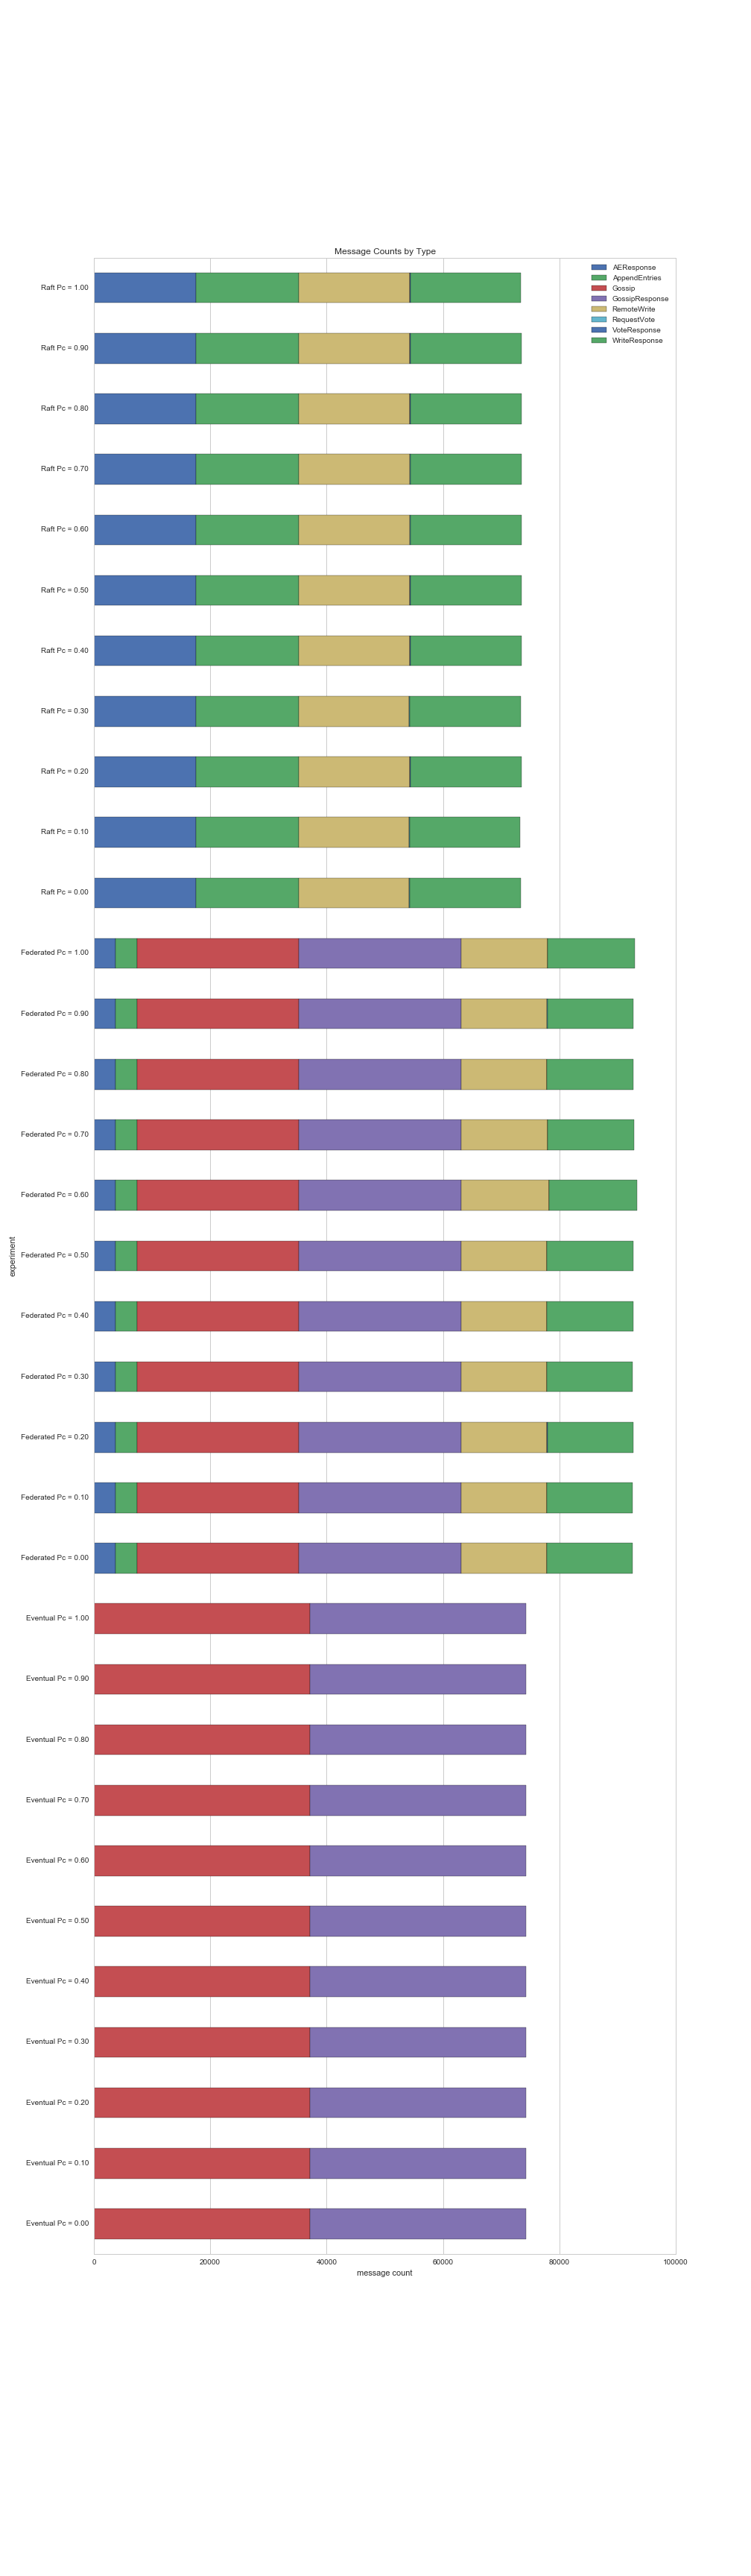 Message Counts by Type
AEResponse
AppendEntries
Gossip
GossipResponse
RemoteWrite
RequestVote
VoteResponse
WriteResponse
Raft Pc = 1.00
Raft Pc = 0.90
Raft Pc = 0.80
Raft Pc = 0.70
Raft Pc = 0.60
Raft Pc = 0.50
Raft Pc = 0.40
Raft Pc = 0.30
Raft Pc = 0.20
Raft Pc = 0.10
Raft Pc = 0.00
Federated Pc = 1.00
Federated Pc = 0.90
Federated Pc = 0.80
Federated Pc = 0.70
Federated Pc = 0.60
Federated Pc = 0.50
Federated Pc = 0.40
Federated Pc = 0.30
Federated Pc = 0.20
Federated Pc = 0.10
Federated Pc = 0.00
Eventual Pc = 1.00
Eventual Pc = 0.90
Eventual Pc = 0.80
Eventual Pc = 0.70
Eventual Pc = 0.60
Eventual Pc = 0.50
Eventual Pc = 0.40
Eventual Pc = 0.30
Eventual Pc = 0.20
Eventual Pc = 0.10
Eventual Pc = 0.00
experiment
0 20000 40000 60000 80000 100000
message count